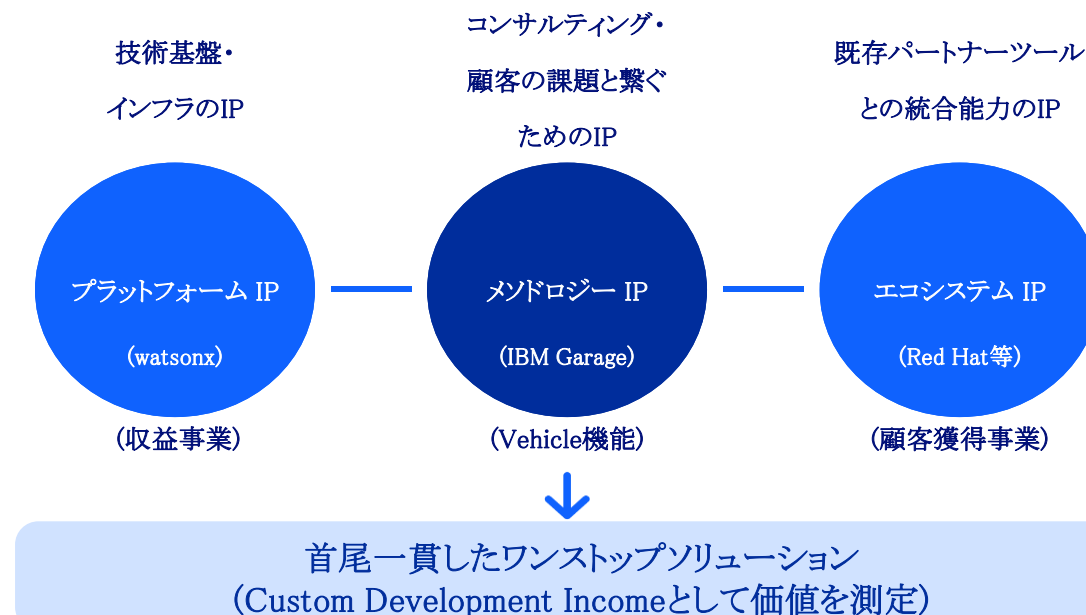 技術基盤・
インフラのIP
コンサルティング・
顧客の課題と繋ぐ
ためのIP
既存パートナーツール
との統合能力のIP
プラットフォーム IP
(watsonx)
メソドロジー IP
(IBM Garage)
エコシステム IP
(Red Hat等)
(収益事業)
(Vehicle機能)
(顧客獲得事業)
首尾一貫したワンストップソリューション
(Custom Development Incomeとして価値を測定)